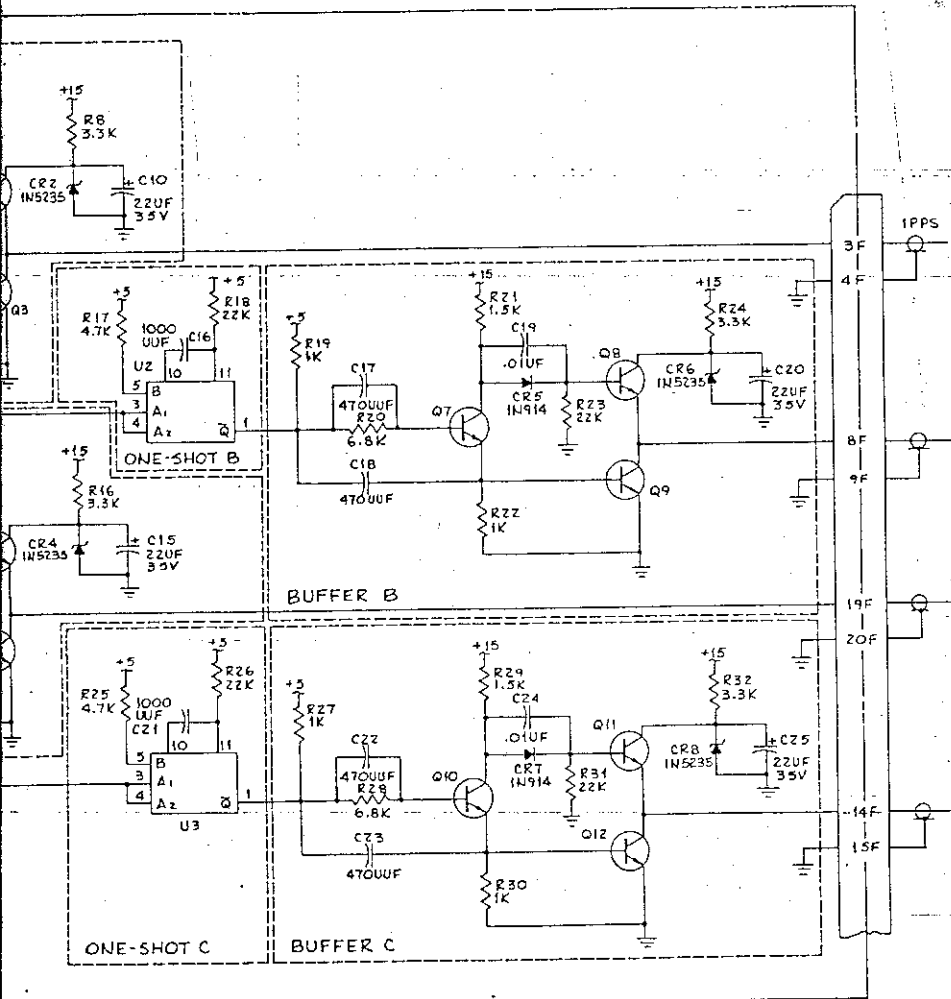 +15
R8
3.3K
CR2
1N5235
C10
+
22UF
35V
Q3
1PPS
3F
4F
+5
R17
4.7K
1000
UUF
C16
+5
R18
22K
U2
10
11
5
B
3
A1
4
A2
Q
1
ONE-SHOT B
+5
R19
1K
C17
470UUF
R20
6.8K
C18
470UUF
Q7
+15
R21
1.5K
C19
.01UF
CR5
1N914
R23
22K
R22
1K
Q8
Q9
+15
R24
3.3K
CR6
1N5235
+
C20
22UF
35V
BUFFER B
8F
9F
+15
R16
3.3K
CR4
1N5235
+
C15
22UF
35V
19F
20F
+5
R25
4.7K
1000
UUF
C21
+5
R26
22K
10
11
5
B
3
A1
4
A2
Q
1
U3
ONE-SHOT C
+5
R27
1K
C22
470UUF
R28
6.8K
C23
470UUF
Q10
+15
R29
1.5K
C24
.01UF
CR7
1N914
R31
22K
R30
1K
Q11
Q12
+15
R32
3.3K
CR8
1N5235
+
C25
22UF
35V
BUFFER C
14F
15F